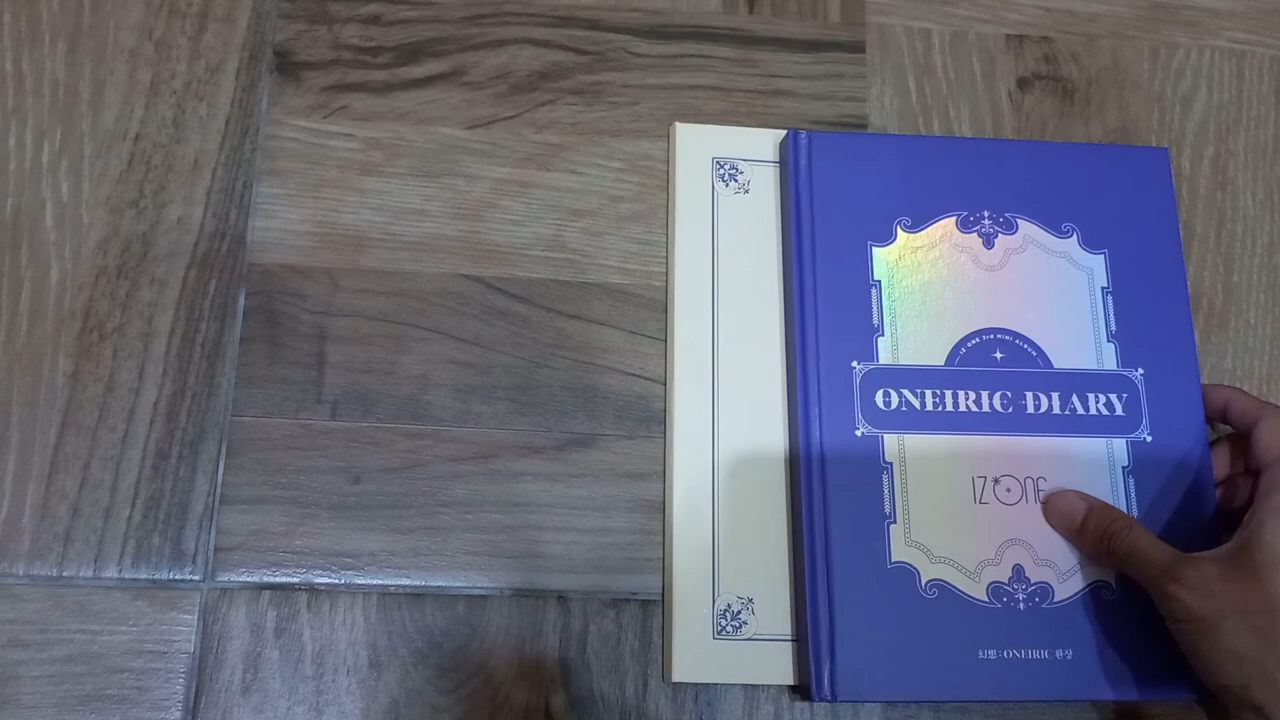 IZ*ONE 3rd MINI ALBUM
ONEIRIC DIARY
IZ*ONE
幻想 : ONEIRIC 환상